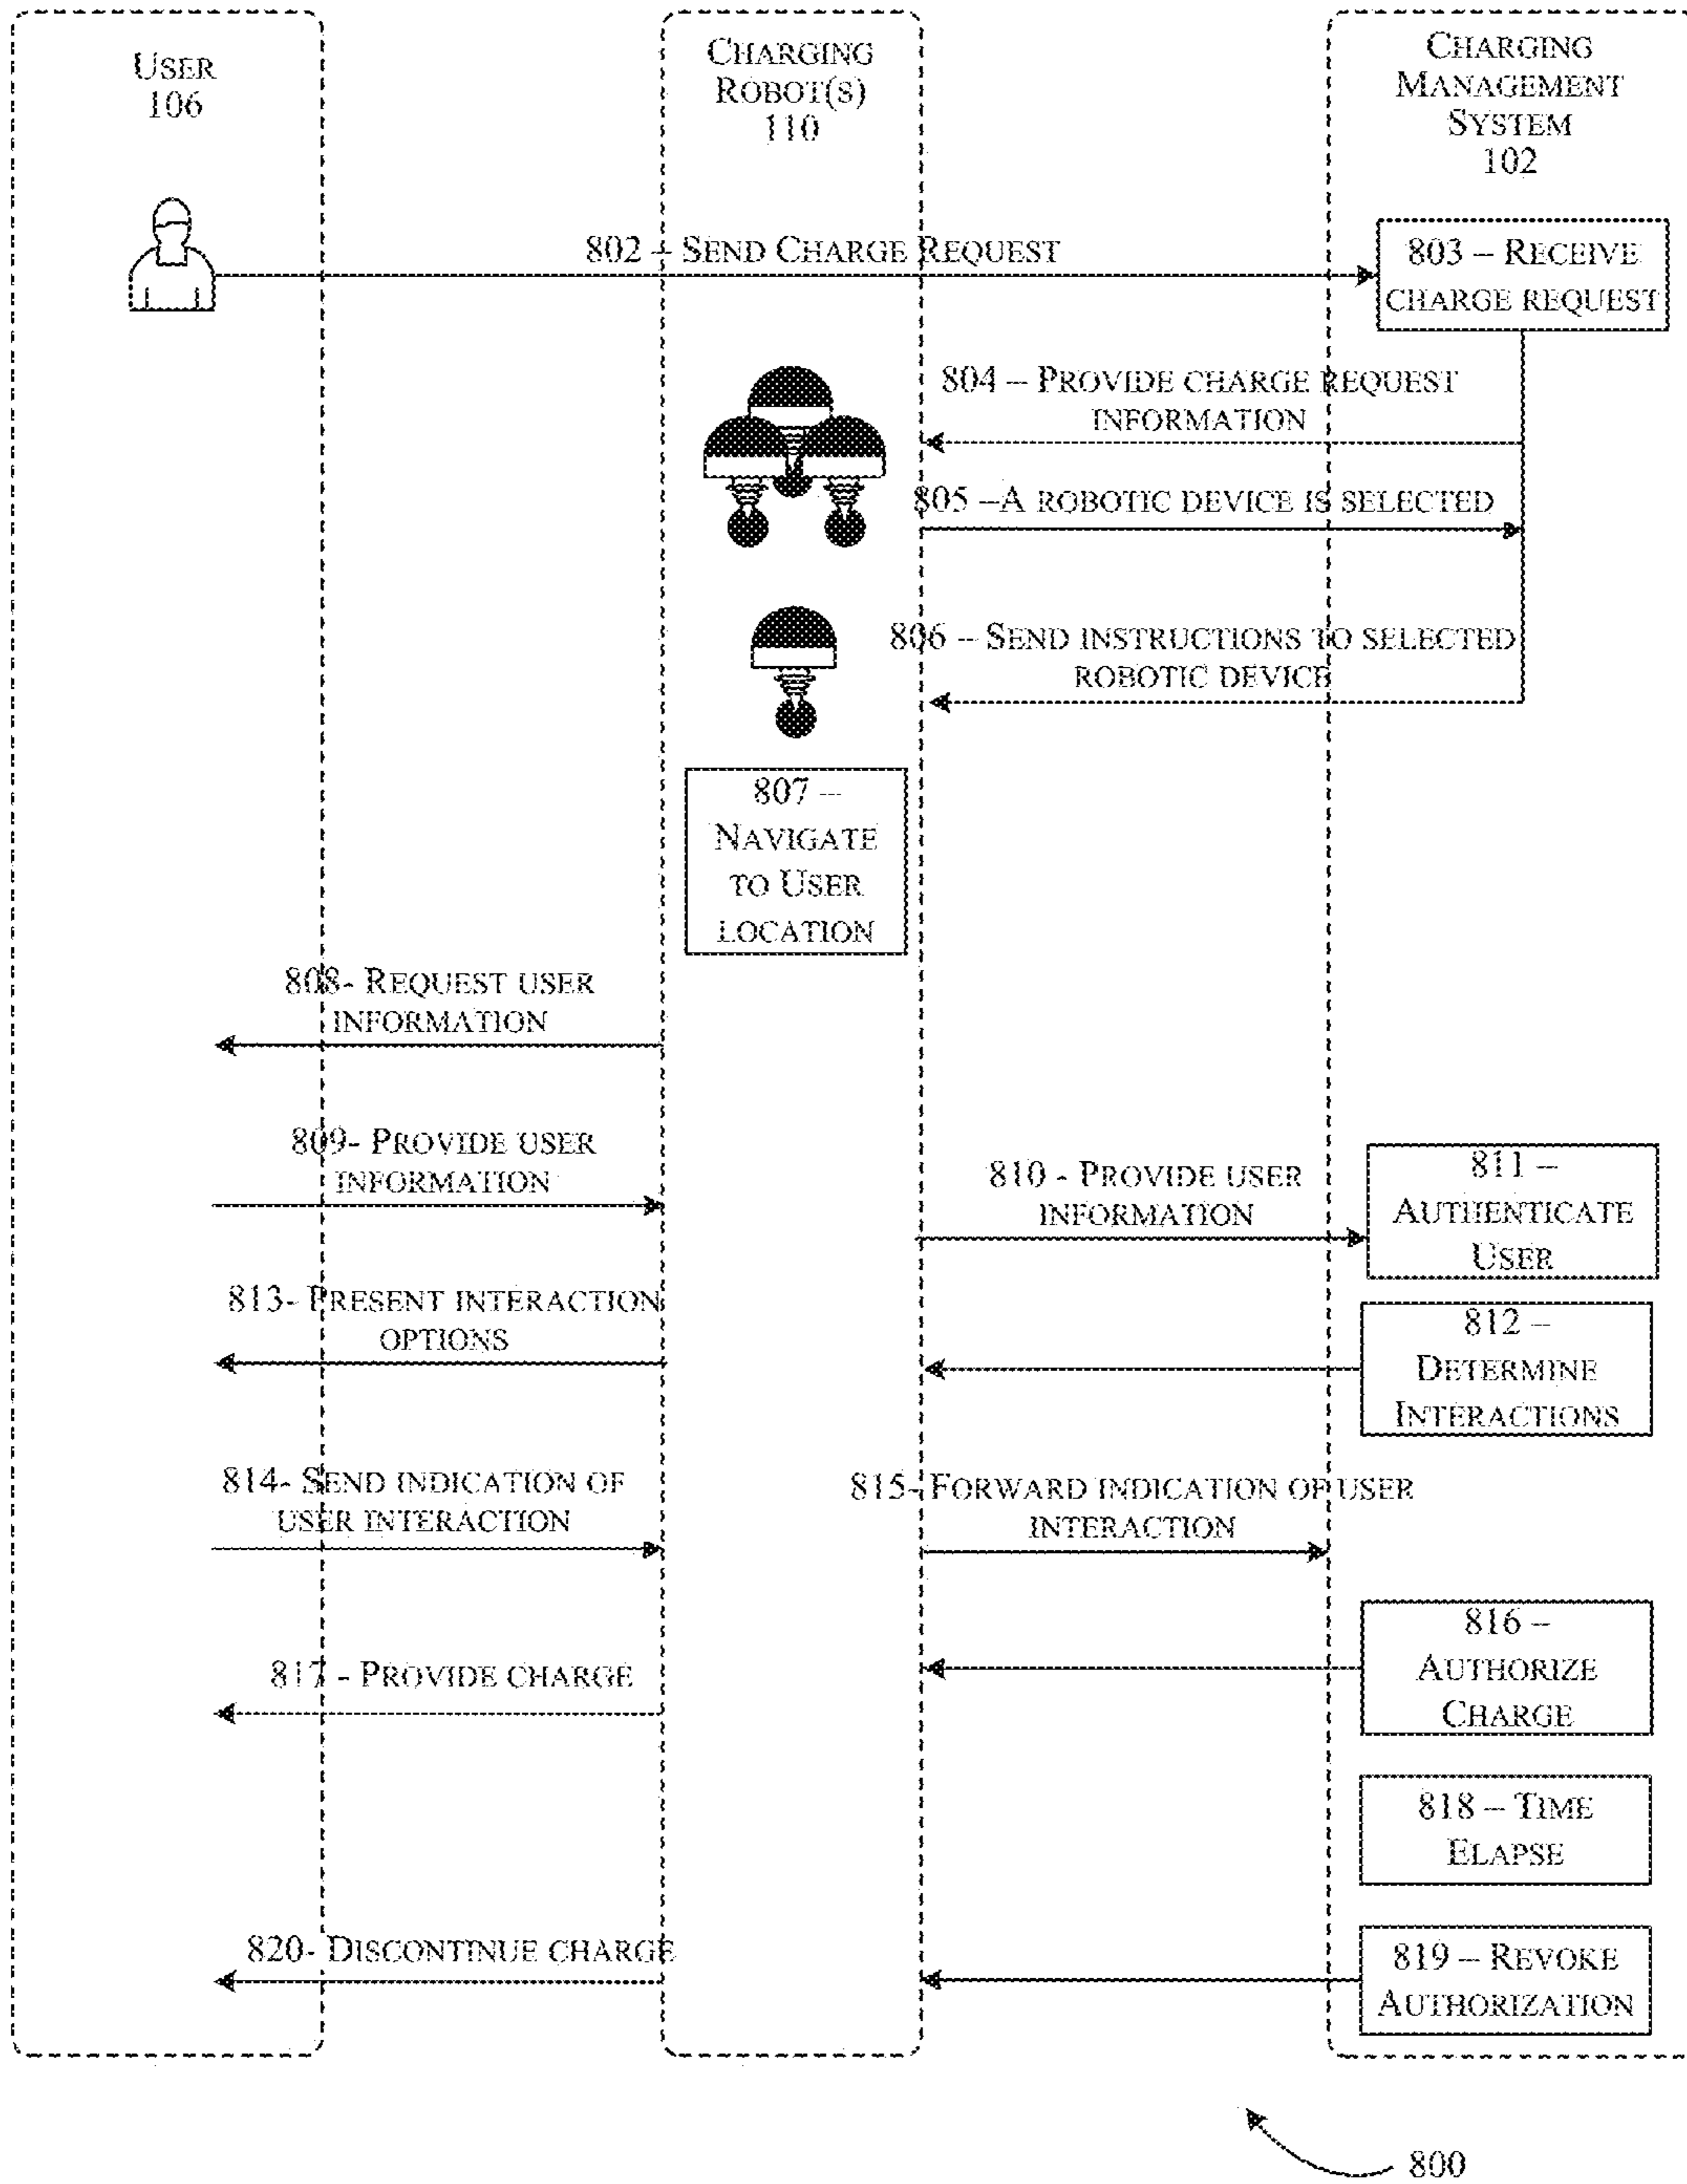 USER
106
CHARGING
ROBOT(S)
110
CHARGING
MANAGEMENT
SYSTEM
102
802 – SEND CHARGE REQUEST
803 – RECEIVE
CHARGE REQUEST
804 – PROVIDE CHARGE REQUEST
INFORMATION
805 –A ROBOTIC DEVICE IS SELECTED
806 – SEND INSTRUCTIONS TO SELECTED
ROBOTIC DEVICE
807 –
NAVIGATE
TO USER
LOCATION
808- REQUEST USER
INFORMATION
809- PROVIDE USER
INFORMATION
810 - PROVIDE USER
INFORMATION
811 –
AUTHENTICATE
USER
812 –
DETERMINE
INTERACTIONS
813- PRESENT INTERACTION
OPTIONS
814- SEND INDICATION OF
USER INTERACTION
815- FORWARD INDICATION OF USER
INTERACTION
816 –
AUTHORIZE
CHARGE
817 - PROVIDE CHARGE
818 – TIME
ELAPSE
819 – REVOKE
AUTHORIZATION
820- DISCONTINUE CHARGE
800